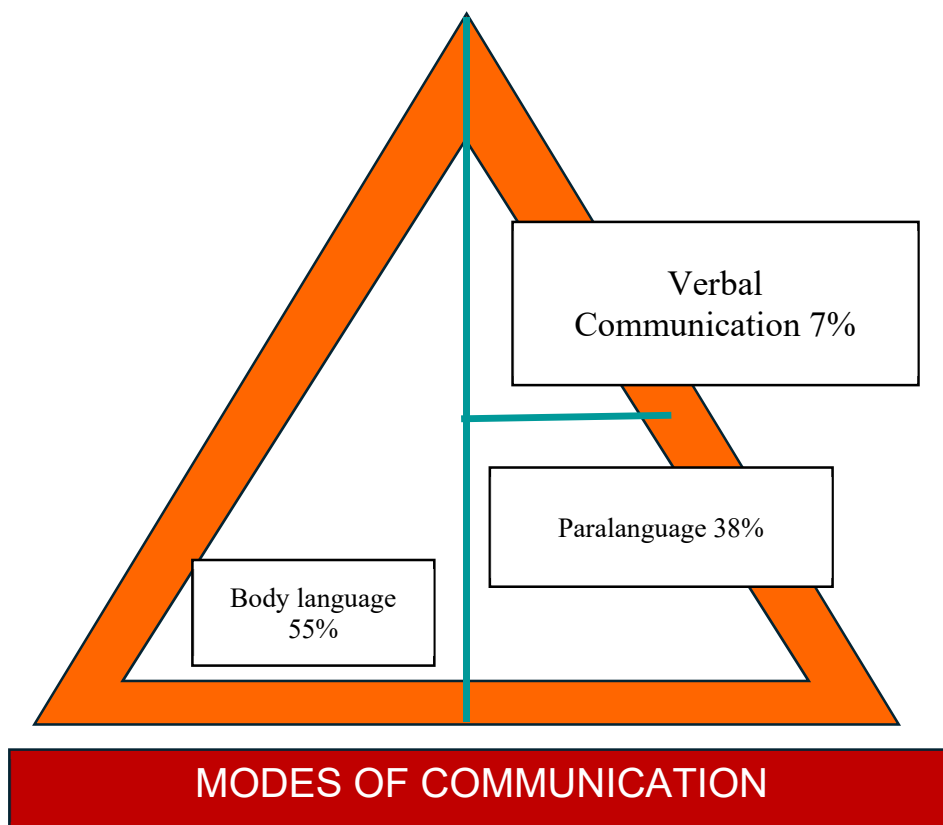 Verbal
Communication 7%
Paralanguage 38%
Body language
55%
MODES OF COMMUNICATION